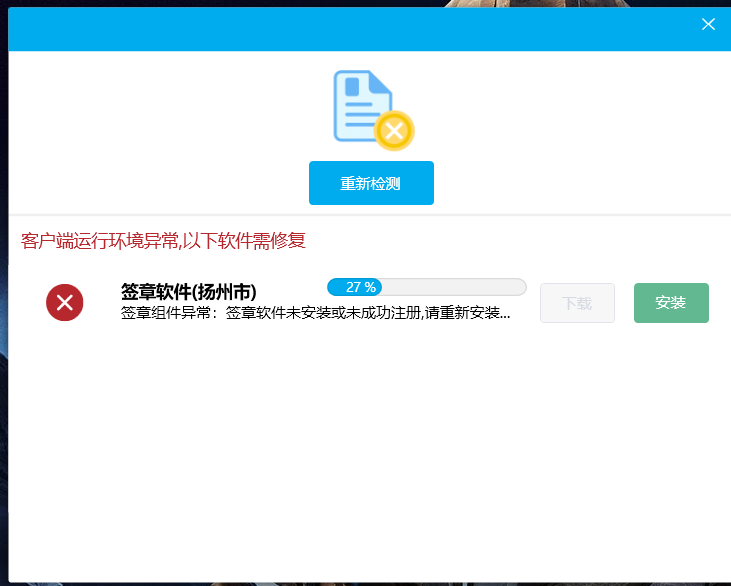 重新检测
客户端运行环境异常,以下软件需修复
签章软件(扬州市)
27 %
签章组件异常：签章软件未安装或未成功注册,请重新安装...
下载
安装